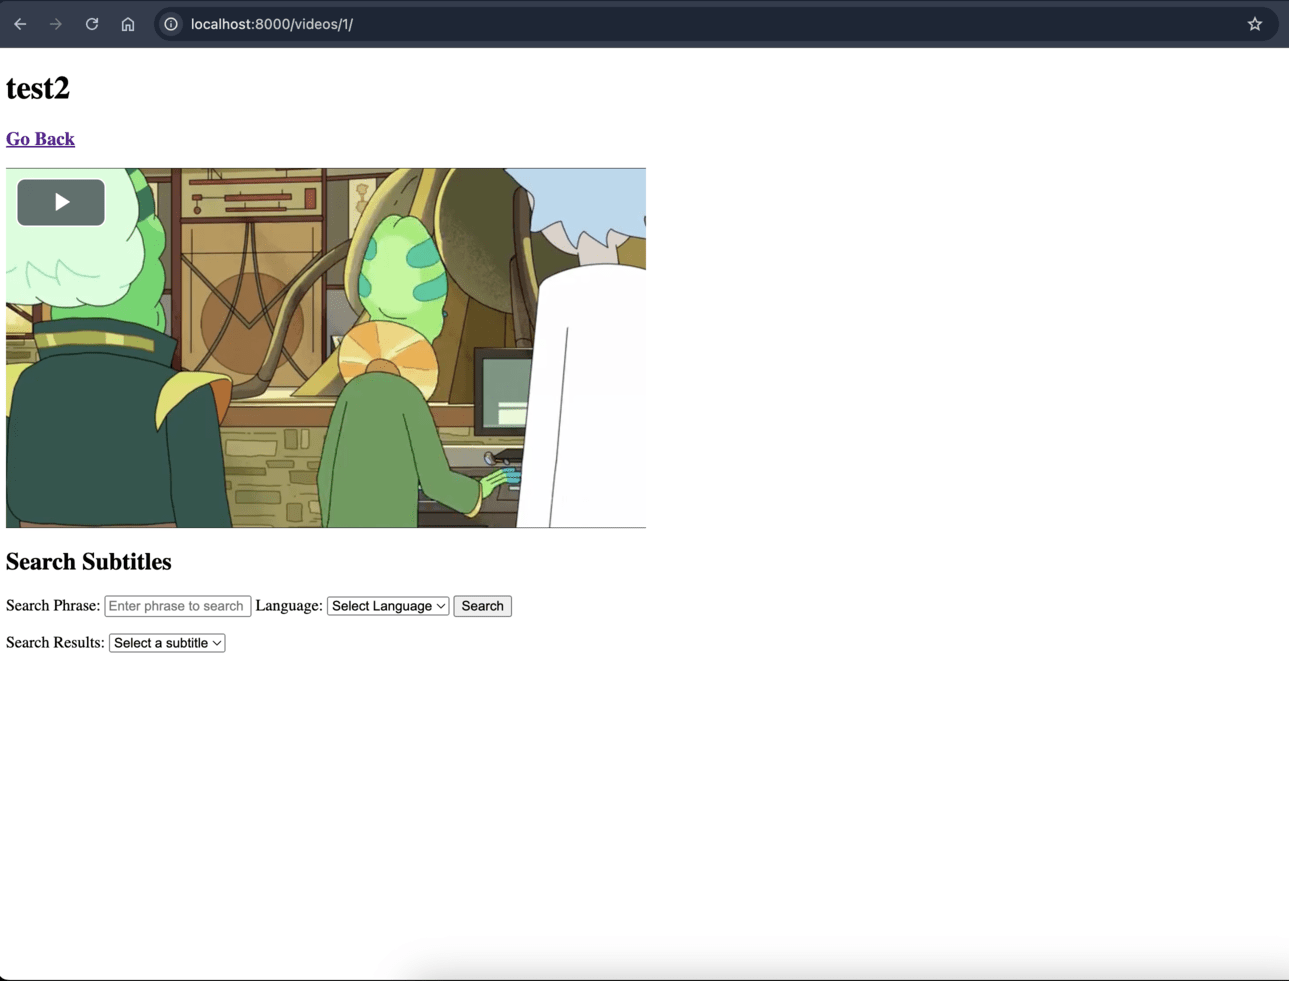 localhost:8000/videos/1/
test2
Go Back
Search Subtitles
Search Phrase: Enter phrase to search Language: Select Language Search
Search Results: Select a subtitle